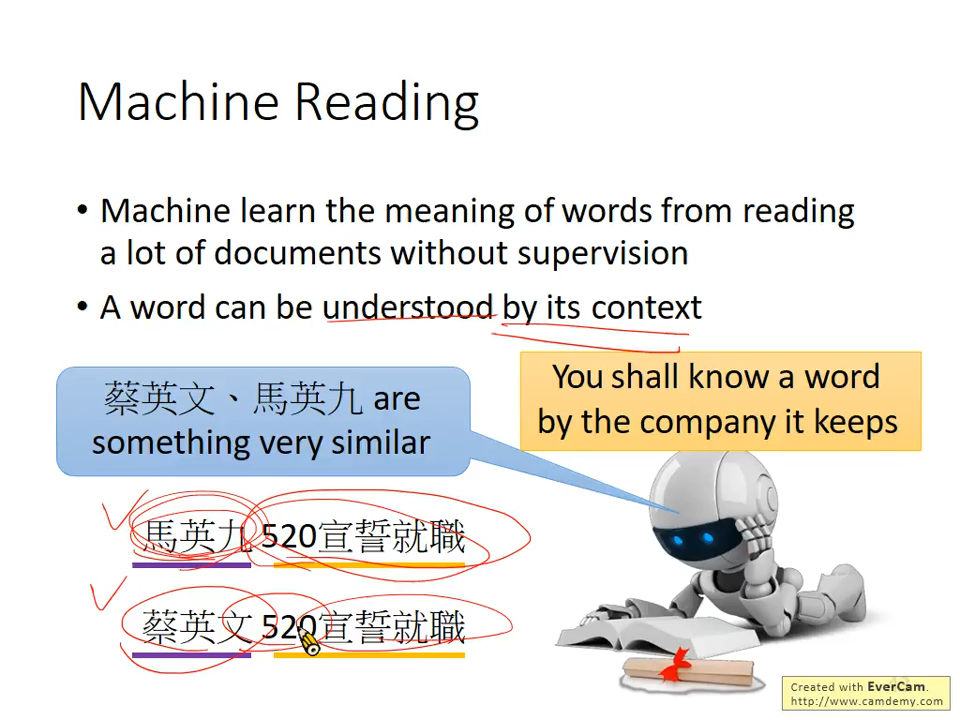 Machine Reading
• Machine learn the meaning of words from reading
a lot of documents without supervision
• A word can be understood by its context
蔡英文、馬英九 are
something very similar
You shall know a word
by the company it keeps
馬英九 520宣誓就職
蔡英文 520宣誓就職
Created with EverCam.
http://www.camdemy.com